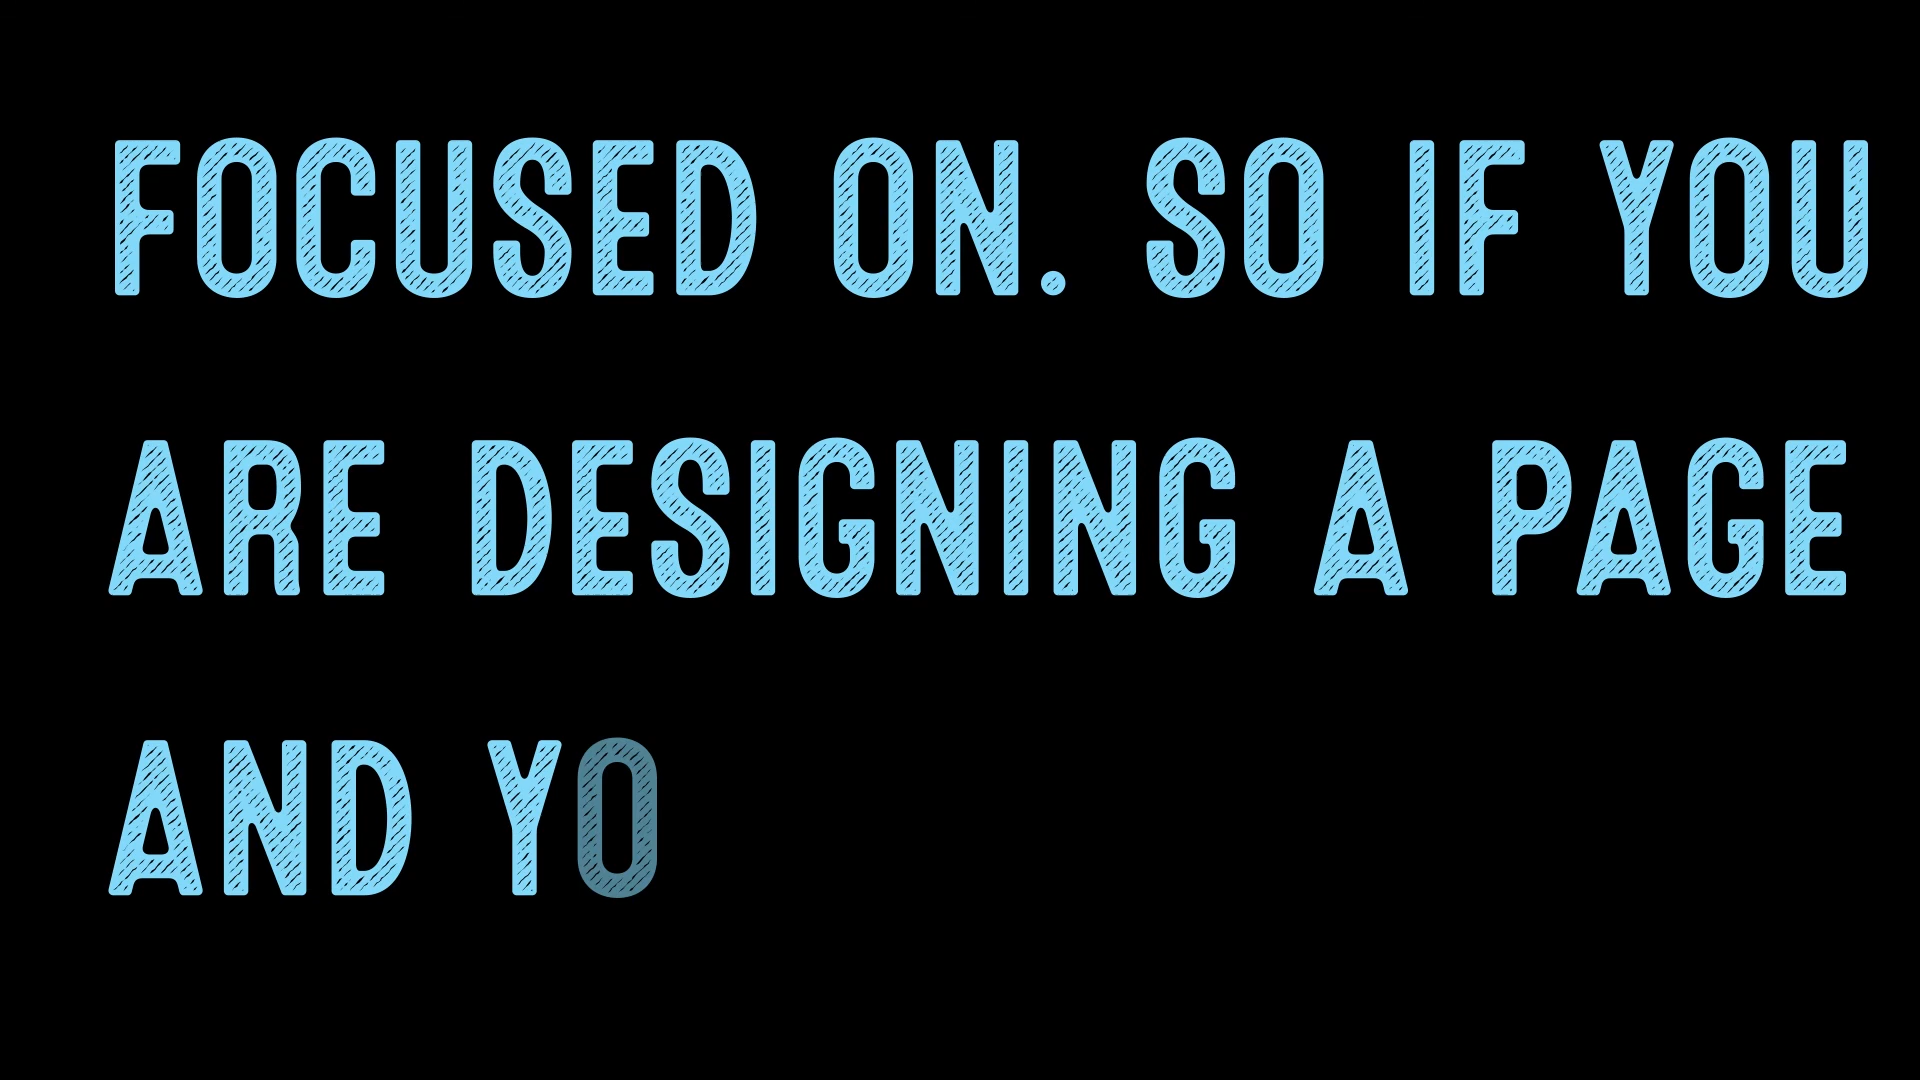 FOCUSED ON. SO IF YOU
ARE DESIGNING A PAGE
AND YO